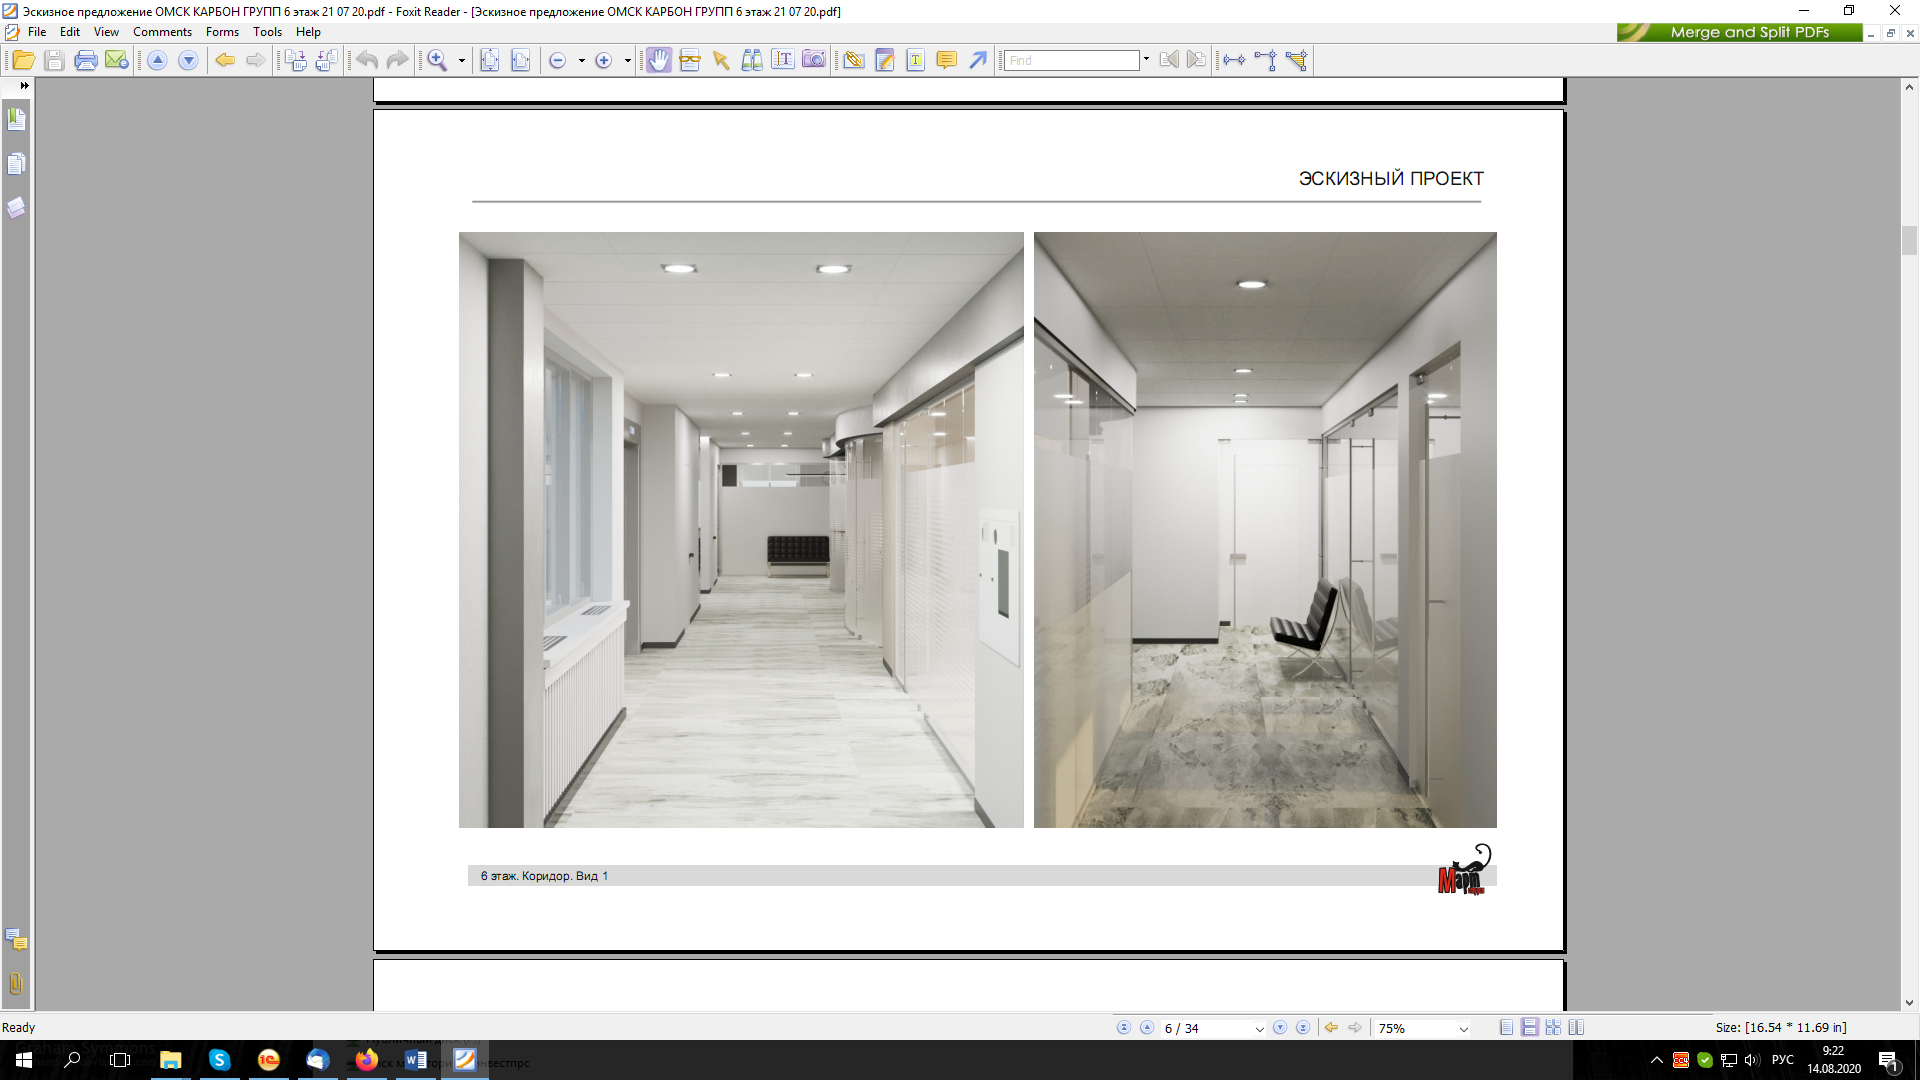 Эскизное предложение ОМСК КАРБОН ГРУПП 6 этаж 21 07 20.pdf - Foxit Reader - [Эскизное предложение ОМСК КАРБОН ГРУПП 6 этаж 21 07 20.pdf]
File Edit View Comments Forms Tools Help
Merge and Split PDFs
Find
ЭСКИЗНЫЙ ПРОЕКТ
6 этаж. Коридор. Вид 1
Март
Ready
6 / 34
75%
Size: [16.54 * 11.69 in]
РУС
9:22
14.08.2020
1